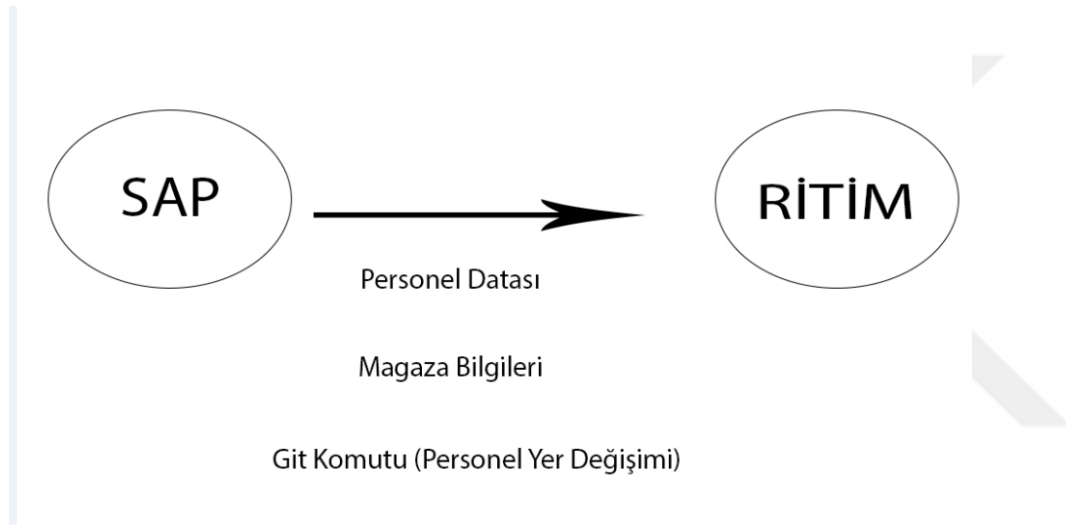 SAP
RİTİM
Personel Datası
Magaza Bilgileri
Git Komutu (Personel Yer Değişimi)